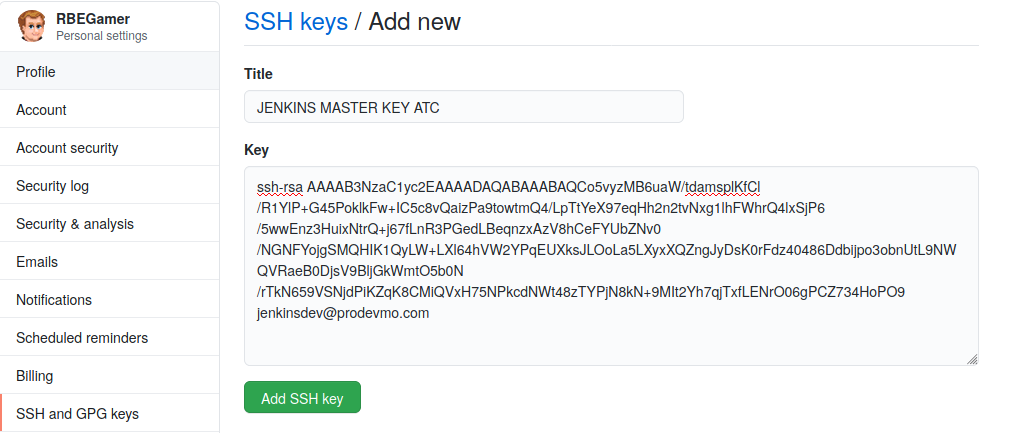 RBEGamer
Personal settings
Profile
Account
Account security
Security log
Security & analysis
Emails
Notifications
Scheduled reminders
Billing
SSH and GPG keys
SSH keys / Add new
Title
JENKINS MASTER KEY ATC
Key
ssh-rsa AAAAB3NzaC1yc2EAAAADAQABAAABAQCo5vyzMB6uaW/tdamsplKfCl
/R1YlP+G45PoklkFw+IC5c8vQaizPa9towtmQ4/LpTtYeX97eqHh2n2tvNxg1lhFWhrQ4lxSjP6
/5wwEnz3HuixNtrQ+j67fLnR3PGedLBeqnzxAzV8hCeFYUbZNv0
/NGNFYojgSMQHIK1QyLW+LXl64hVW2YPqEUXksJLOoLa5LXyxXQZngJyDsK0rFdz40486Ddbijpo3obnUtL9NW
QVRaeB0DjsV9BljGkWmtO5b0N
/rTkN659VSNjdPiKZqK8CMiQVxH75NPkcdNWt48zTYPjN8kN+9MIt2Yh7qjTxfLENrO06gPCZ734HoPO9
jenkinsdev@prodevmo.com
Add SSH key